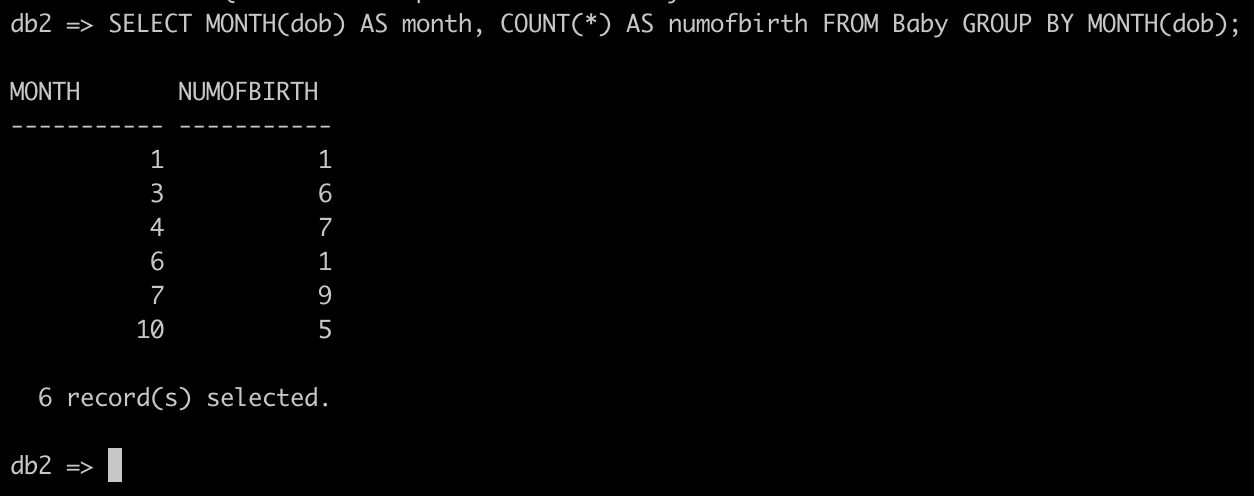 db2 => SELECT MONTH(dob) AS month, COUNT(*) AS numofbirth FROM Baby GROUP BY MONTH(dob);
MONTH       NUMOFBIRTH
----------- -----------
          1           1
          3           6
          4           7
          6           1
          7           9
         10           5
  6 record(s) selected.
db2 =>